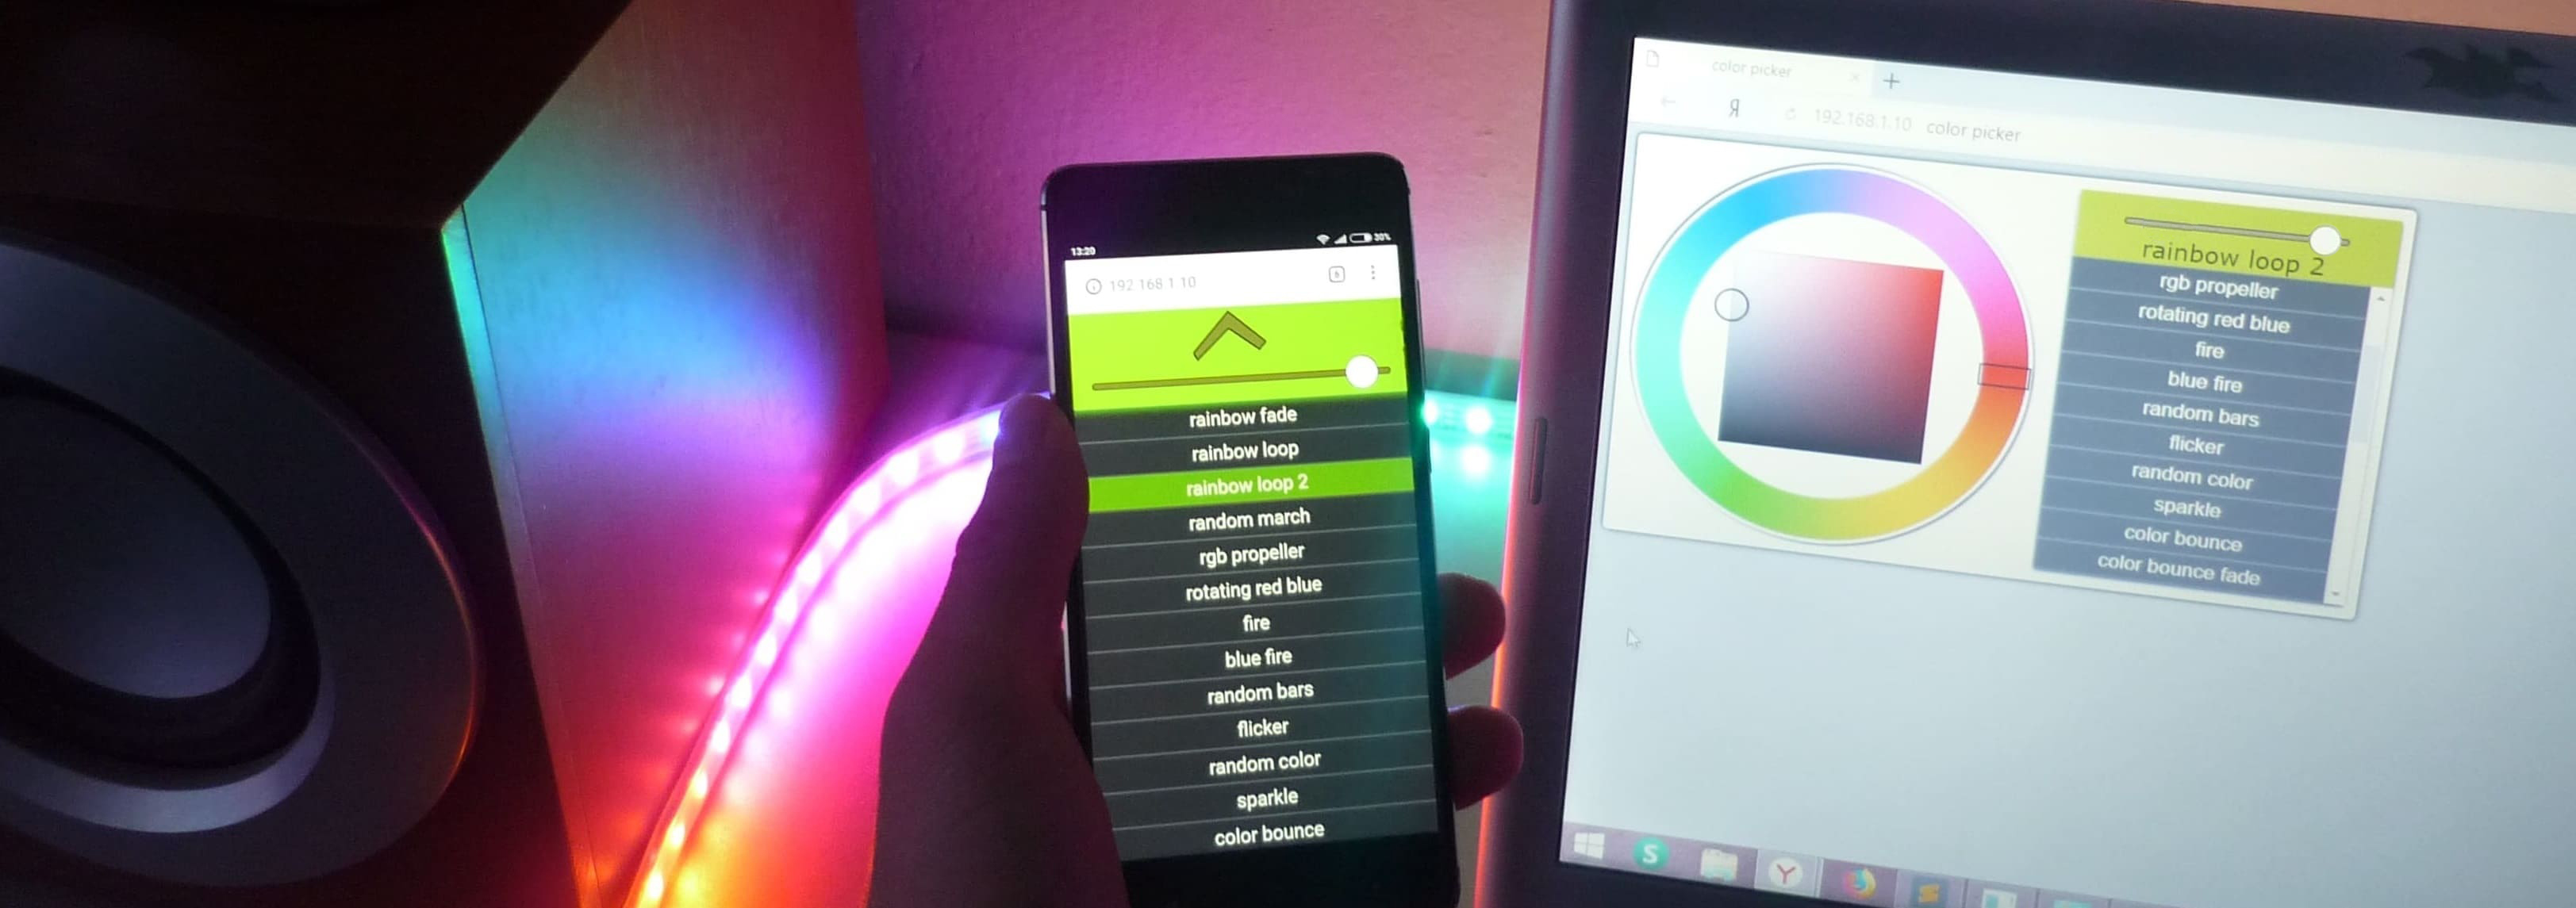 13:20
30%
192.168.1.10
6
rainbow fade
rainbow loop
rainbow loop 2
random march
rgb propeller
rotating red blue
fire
blue fire
random bars
flicker
random color
sparkle
color bounce
color picker
Я
192.168.1.10 color picker
rainbow loop 2
rgb propeller
rotating red blue
fire
blue fire
random bars
flicker
random color
sparkle
color bounce
color bounce fade
S
Y
S